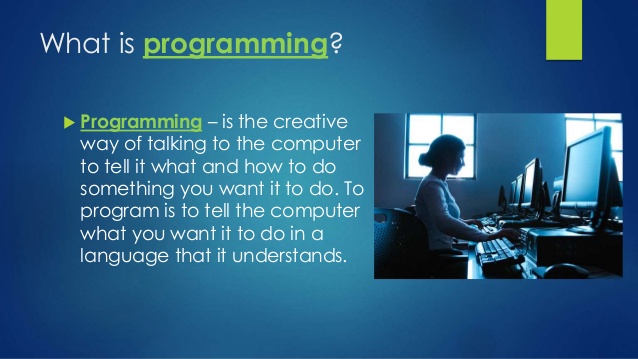 What is programming?
Programming – is the creative
way of talking to the computer
to tell it what and how to do
something you want it to do. To
program is to tell the computer
what you want it to do in a
language that it understands.